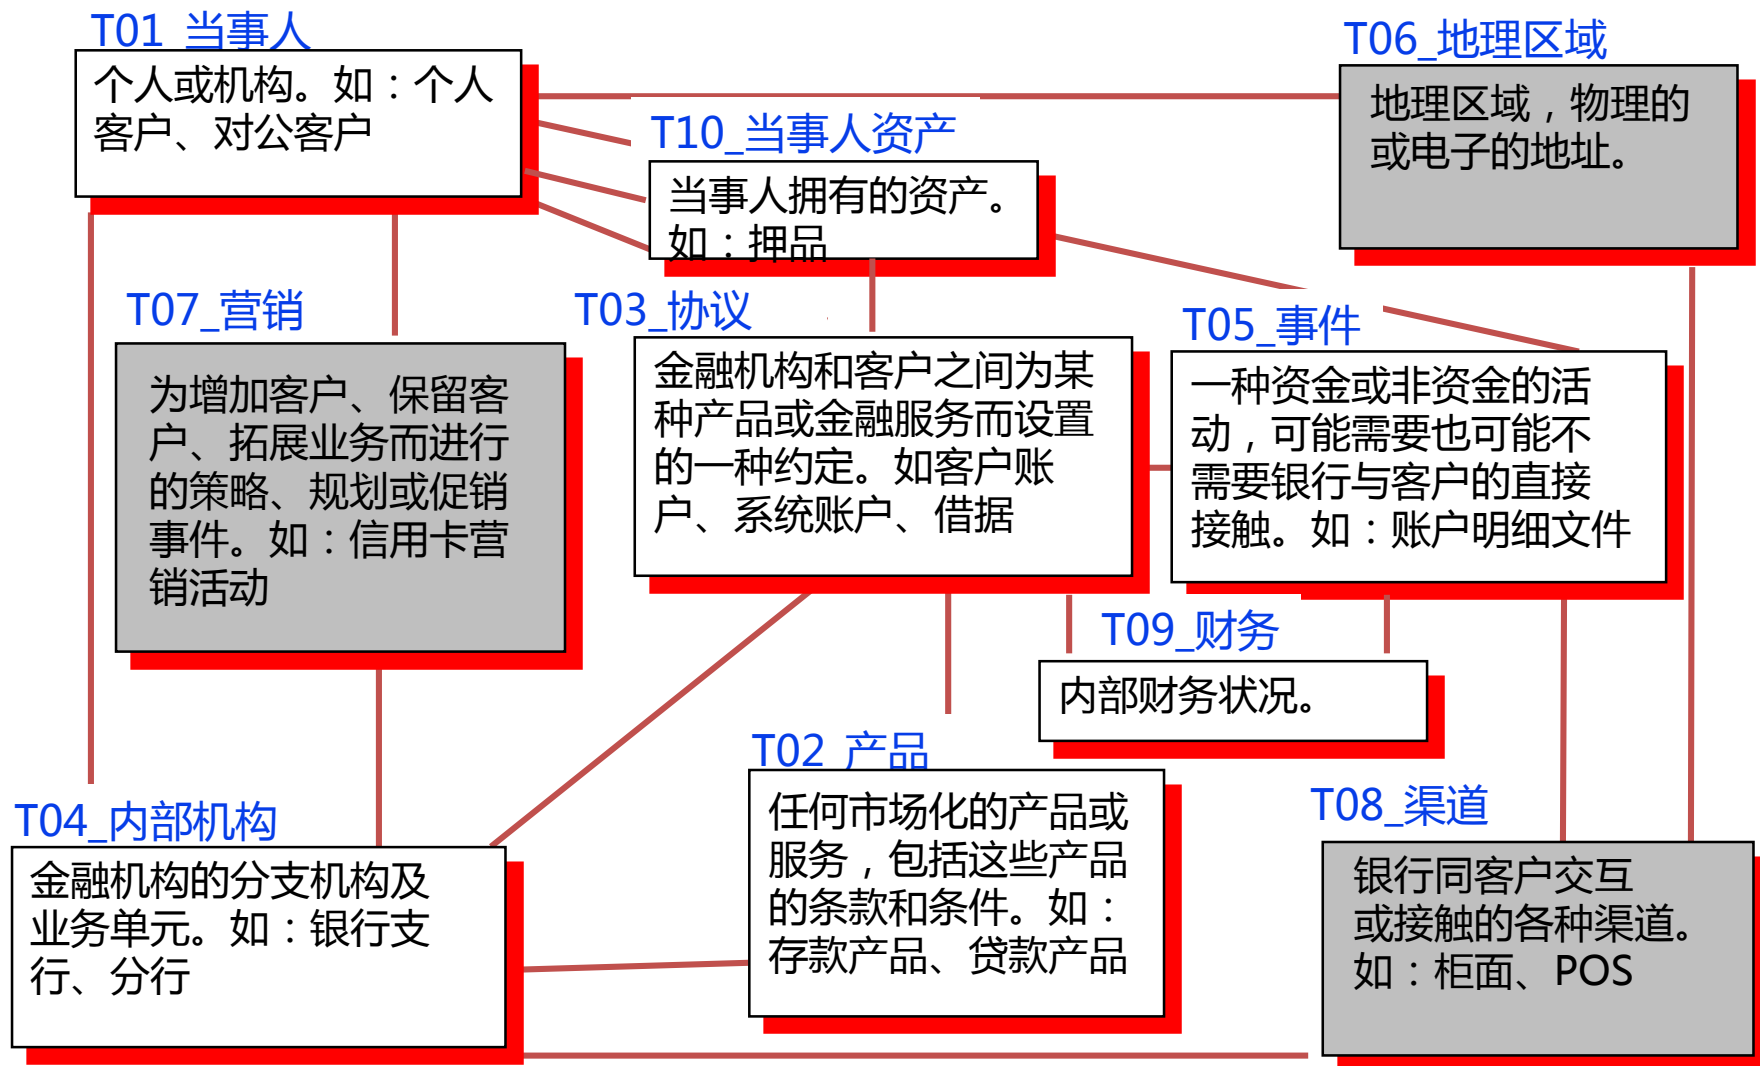 T01_当事人
个人或机构。如：个人
客户、对公客户
T06_地理区域
地理区域，物理的
或电子的地址。
T10_当事人资产
当事人拥有的资产。
如：押品
T07_营销
为增加客户、保留客
户、拓展业务而进行
的策略、规划或促销
事件。如：信用卡营
销活动
T03_协议
金融机构和客户之间为某
种产品或金融服务而设置
的一种约定。如客户账
户、系统账户、借据
T05_事件
一种资金或非资金的活
动，可能需要也可能不
需要银行与客户的直接
接触。如：账户明细文件
T09_财务
内部财务状况。
T02_产品
任何市场化的产品或
服务，包括这些产品
的条款和条件。如：
存款产品、贷款产品
T04_内部机构
金融机构的分支机构及
业务单元。如：银行支
行、分行
T08_渠道
银行同客户交互
或接触的各种渠道。
如：柜面、POS